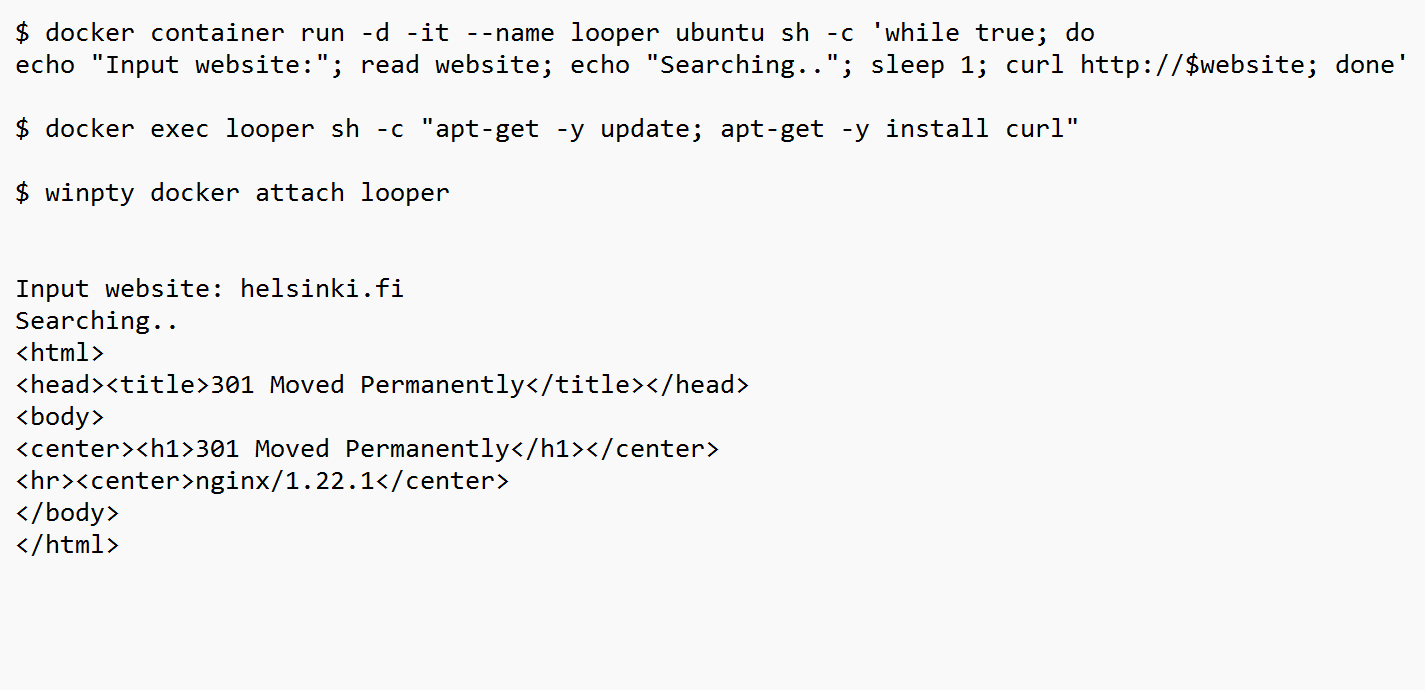 $ docker container run -d -it --name looper ubuntu sh -c 'while true; do
echo "Input website:"; read website; echo "Searching.."; sleep 1; curl http://$website; done'
$ docker exec looper sh -c "apt-get -y update; apt-get -y install curl"
$ winpty docker attach looper
Input website: helsinki.fi
Searching..
<html>
<head><title>301 Moved Permanently</title></head>
<body>
<center><h1>301 Moved Permanently</h1></center>
<hr><center>nginx/1.22.1</center>
</body>
</html>